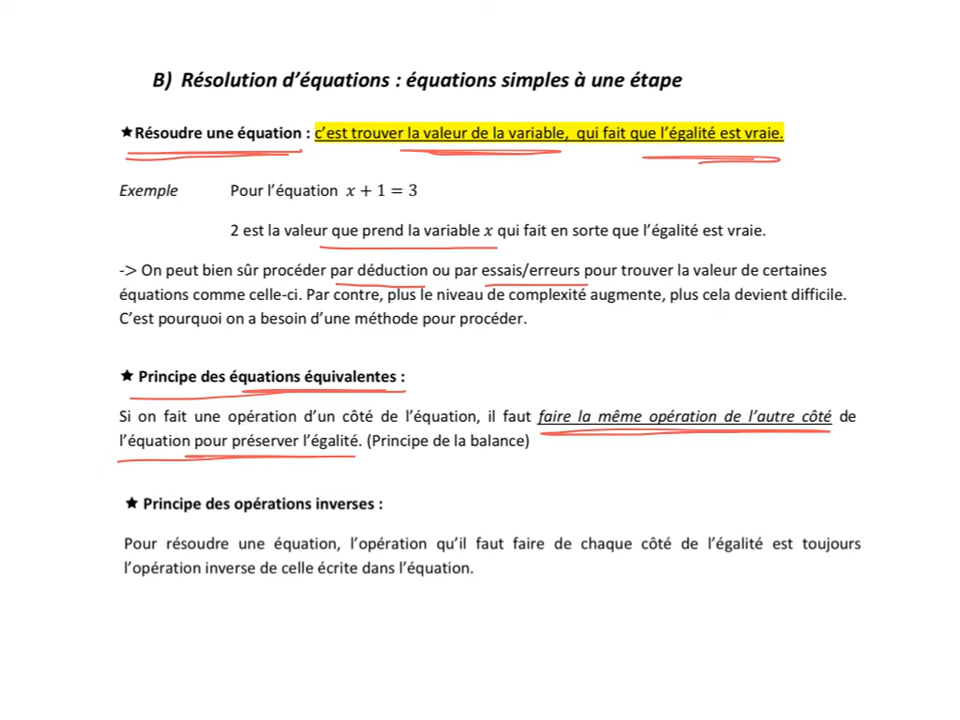 B) Résolution d'équations : équations simples à une étape
★Résoudre une équation : c'est trouver la valeur de la variable, qui fait que l'égalité est vraie.
Exemple Pour l'équation x + 1 = 3
2 est la valeur que prend la variable x qui fait en sorte que l'égalité est vraie.
-> On peut bien sûr procéder par déduction ou par essais/erreurs pour trouver la valeur de certaines
équations comme celle-ci. Par contre, plus le niveau de complexité augmente, plus cela devient difficile.
C'est pourquoi on a besoin d'une méthode pour procéder.
★ Principe des équations équivalentes :
Si on fait une opération d'un côté de l'équation, il faut faire la même opération de l'autre côté de
l'équation pour préserver l'égalité. (Principe de la balance)
★ Principe des opérations inverses :
Pour résoudre une équation, l'opération qu'il faut faire de chaque côté de l'égalité est toujours
l'opération inverse de celle écrite dans l'équation.